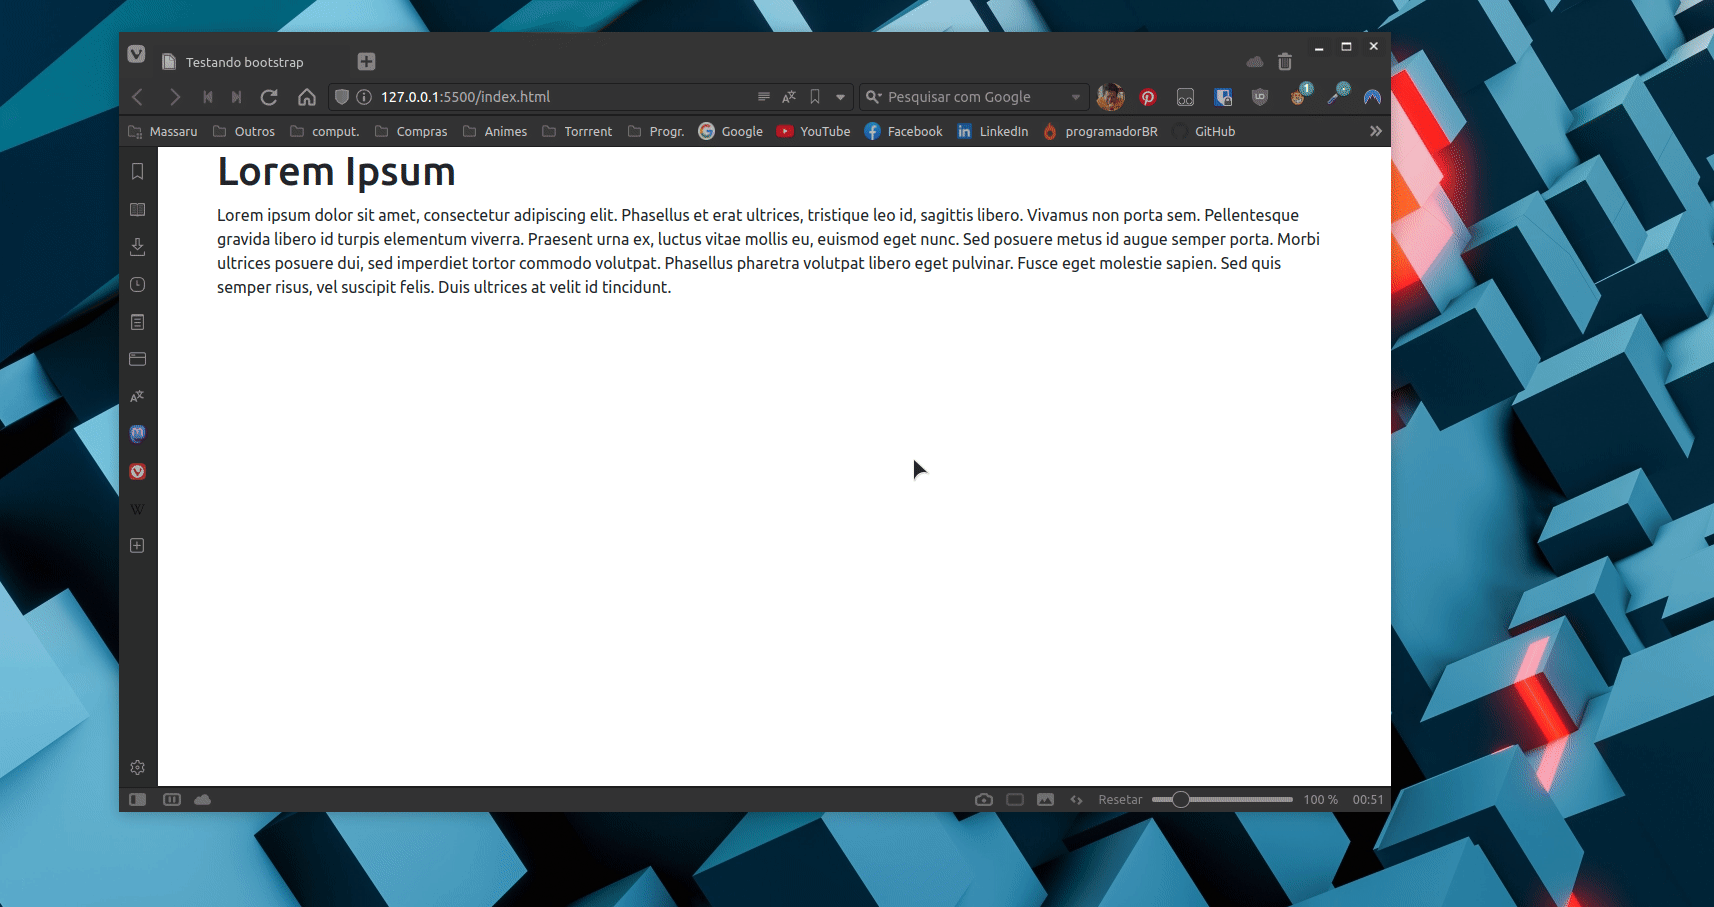 Testando bootstrap
127.0.0.1:5500/index.html
Pesquisar com Google
1
Massaru Outros comput. Compras Animes Torrrent Progr. Google YouTube Facebook LinkedIn programadorBR GitHub
Lorem Ipsum
Lorem ipsum dolor sit amet, consectetur adipiscing elit. Phasellus et erat ultrices, tristique leo id, sagittis libero. Vivamus non porta sem. Pellentesque
gravida libero id turpis elementum viverra. Praesent urna ex, luctus vitae mollis eu, euismod eget nunc. Sed posuere metus id augue semper porta. Morbi
ultrices posuere dui, sed imperdiet tortor commodo volutpat. Phasellus pharetra volutpat libero eget pulvinar. Fusce eget molestie sapien. Sed quis
semper risus, vel suscipit felis. Duis ultrices at velit id tincidunt.
Resetar 100 % 00:51